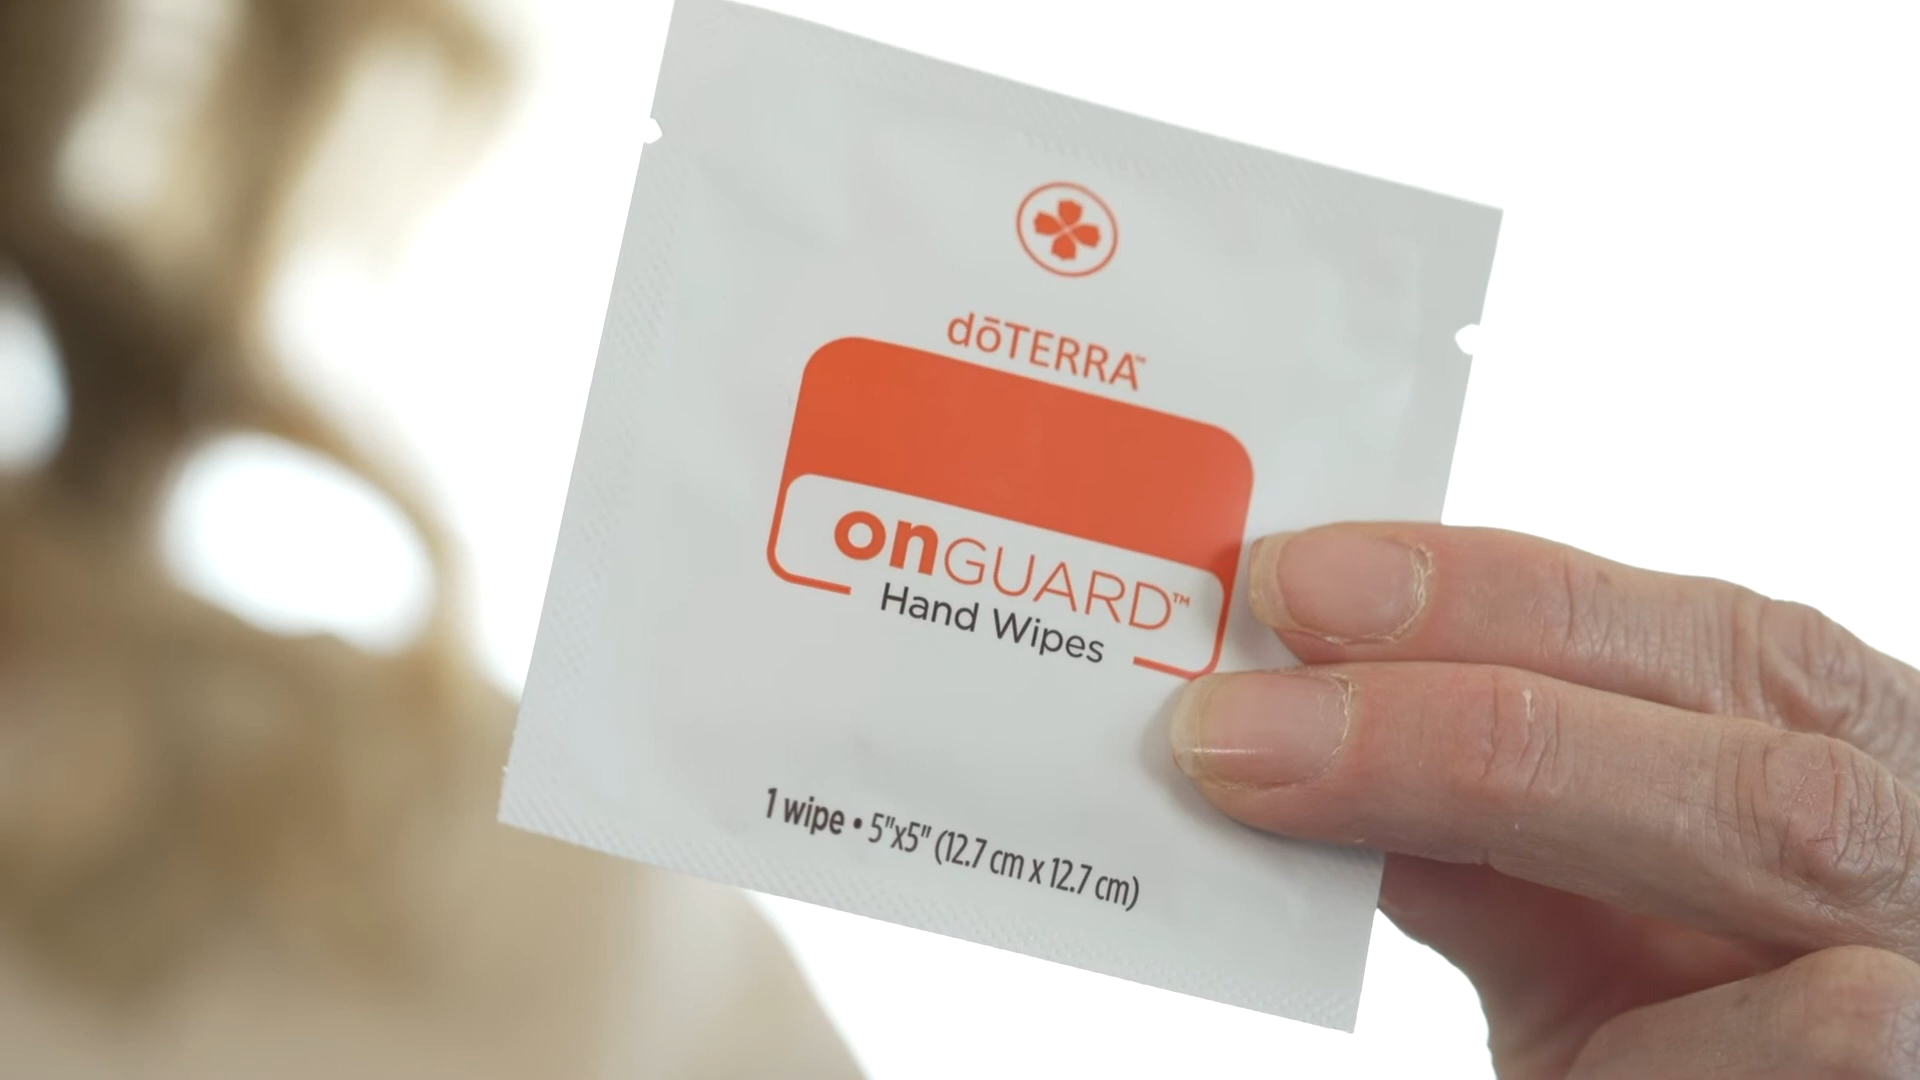 dōTERRA™
onGUARD™
Hand Wipes
1 wipe • 5"x5" (12.7 cm x 12.7 cm)